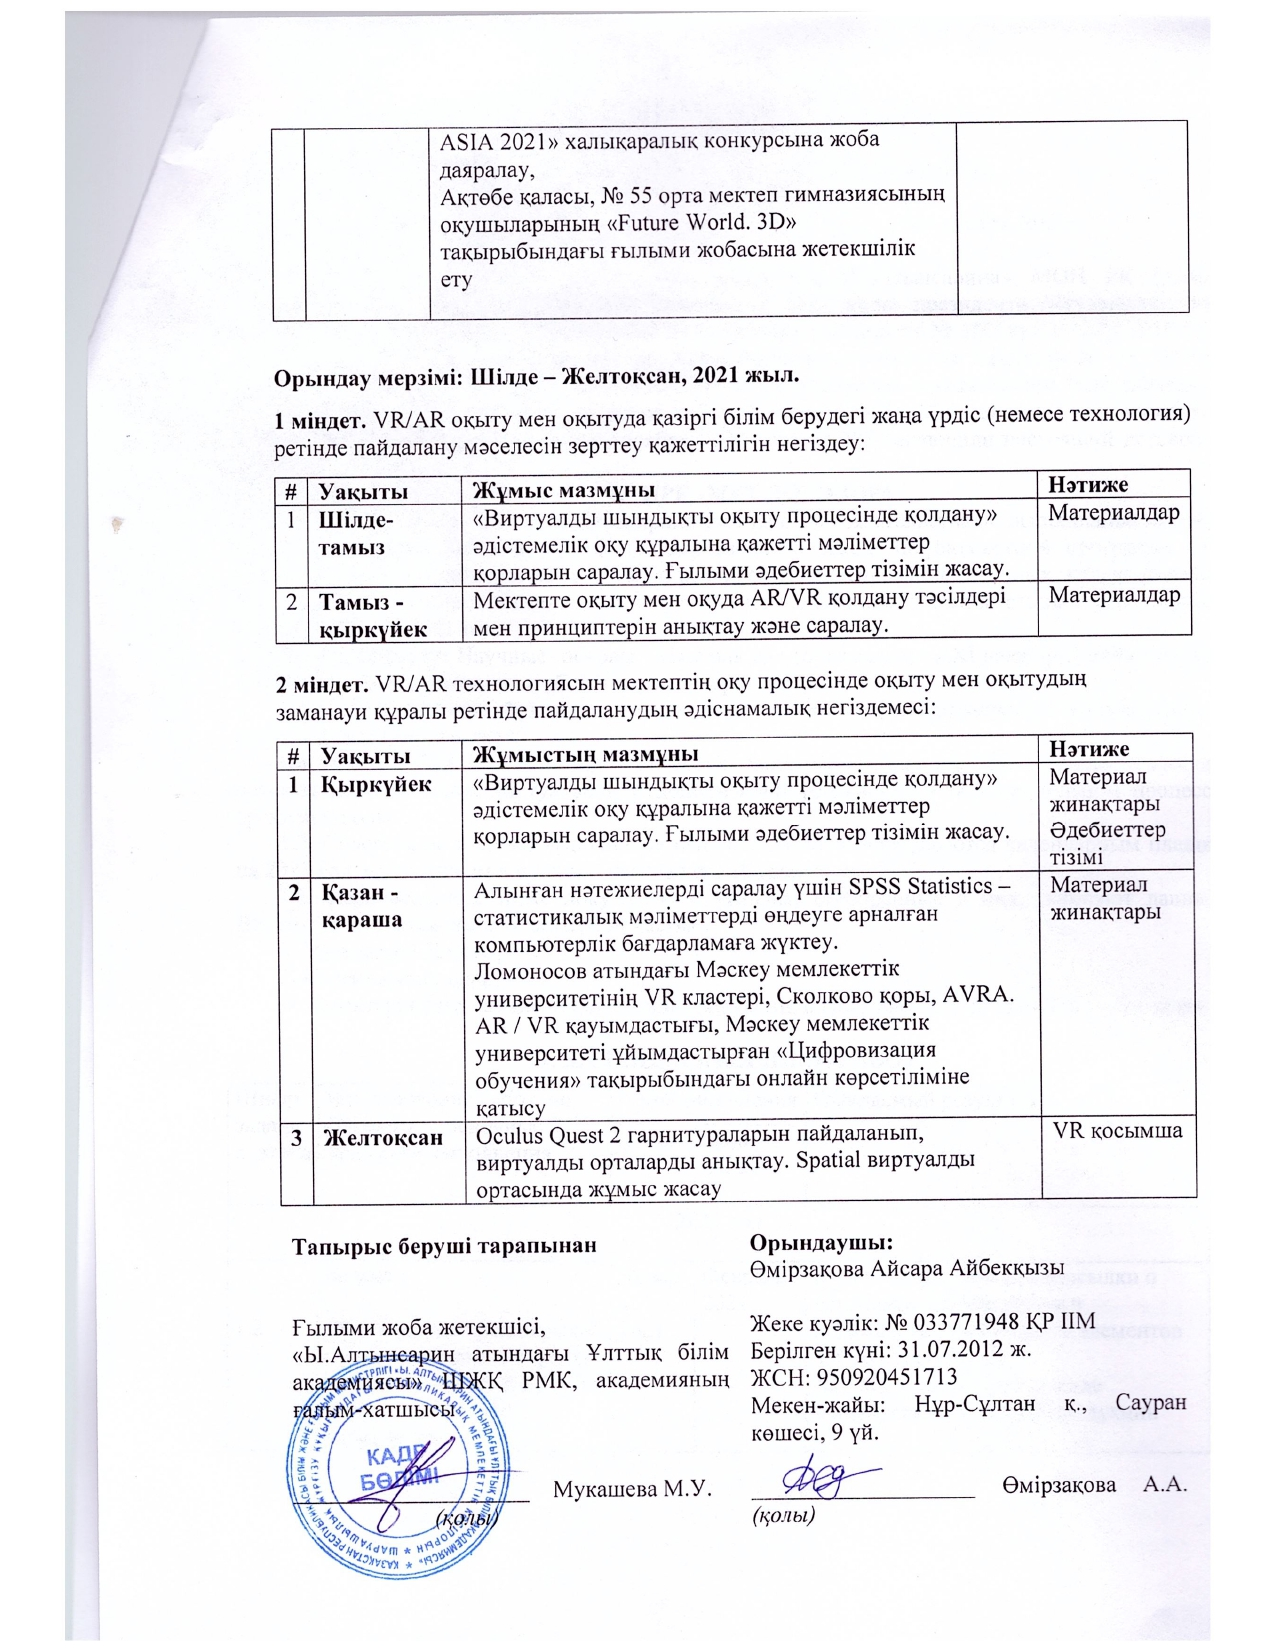 ASIA 2021» халықаралық конкурсына жоба
даяралау,
Ақтөбе қаласы, № 55 орта мектеп гимназиясының
оқушыларының «Future World. 3D»
тақырыбындағы ғылыми жобасына жетекшілік
ету
Орындау мерзімі: Шілде – Желтоқсан, 2021 жыл.
1 міндет. VR/AR оқыту мен оқытуда қазіргі білім берудегі жаңа үрдіс (немесе технология)
ретінде пайдалану мәселесін зерттеу қажеттілігін негіздеу:
# Уақыты Жұмыс мазмұны Нәтиже
1 Шілде- «Виртуалды шындықты оқыту процесінде қолдану» Материалдар
тамыз әдістемелік оқу құралына қажетті мәліметтер
қорларын саралау. Ғылыми әдебиеттер тізімін жасау.
2 Тамыз - Мектепте оқыту мен оқуда AR/VR қолдану тәсілдері Материалдар
қыркүйек мен принциптерін анықтау және саралау.
2 міндет. VR/AR технологиясын мектептің оқу процесінде оқыту мен оқытудың
заманауи құралы ретінде пайдаланудың әдіснамалық негіздемесі:
# Уақыты Жұмыстың мазмұны Нәтиже
1 Қыркүйек «Виртуалды шындықты оқыту процесінде қолдану» Материал
әдістемелік оқу құралына қажетті мәліметтер жинақтары
қорларын саралау. Ғылыми әдебиеттер тізімін жасау. Әдебиеттер
тізімі
2 Қазан - Алынған нәтежиелерді саралау үшін SPSS Statistics – Материал
қараша статистикалық мәліметтерді өңдеуге арналған жинақтары
компьютерлік бағдарламаға жүктеу.
Ломоносов атындағы Мәскеу мемлекеттік
университетінің VR кластері, Сколково қоры, AVRA.
AR / VR қауымдастығы, Мәскеу мемлекеттік
университеті ұйымдастырған «Цифровизация
обучения» тақырыбындағы онлайн көрсетіліміне
қатысу
3 Желтоқсан Oculus Quest 2 гарнитураларын пайдаланып, VR қосымша
виртуалды орталарды анықтау. Spatial виртуалды
ортасында жұмыс жасау
Тапырыс беруші тарапынан
Ғылыми жоба жетекшісі,
«Ы.Алтынсарин атындағы Ұлттық білім
академиясы» ШЖҚ РМК, академияның
ғалым-хатшысы
КАДР
БӨЛІМІ
Мукашева М.У.
(қолы)
Орындаушы:
Өмірзақова Айсара Айбекқызы
Жеке куәлік: № 033771948 ҚР ІІМ
Берілген күні: 31.07.2012 ж.
ЖСН: 950920451713
Мекен-жайы: Нұр-Сұлтан қ., Сауран
көшесі, 9 үй.
Өмірзақова А.А.
(қолы)